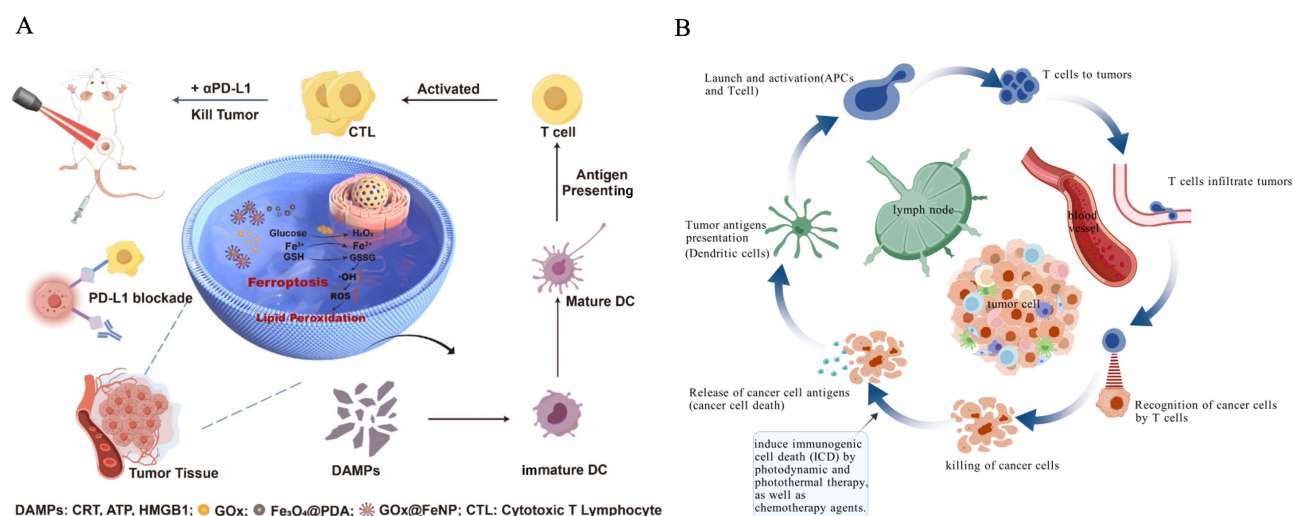 A
+ αPD-L1
Kill Tumor
CTL
Activated
T cell
Antigen
Presenting
Glucose
H₂O₂
Fe³⁺
Fe²⁺
GSH
GSSG
·OH
Ferroptosis
ROS
Lipid Peroxidation
Mature DC
PD-L1 blockade
Tumor Tissue
DAMPs
immature DC
DAMPs: CRT, ATP, HMGB1; GOx; Fe₃O₄@PDA; GOx@FeNP; CTL: Cytotoxic T Lymphocyte
B
Launch and activation(APCs
and Tcell)
T cells to tumors
T cells infiltrate tumors
lymph node
blood
vessel
Tumor antigens
presentation
(Dendritic cells)
tumor cell
Release of cancer cell antigens
(cancer cell death)
Recognition of cancer cells
by T cells
killing of cancer cells
induce immunogenic
cell death (ICD) by
photodynamic and
photothermal therapy,
as well as
chemotherapy agents.